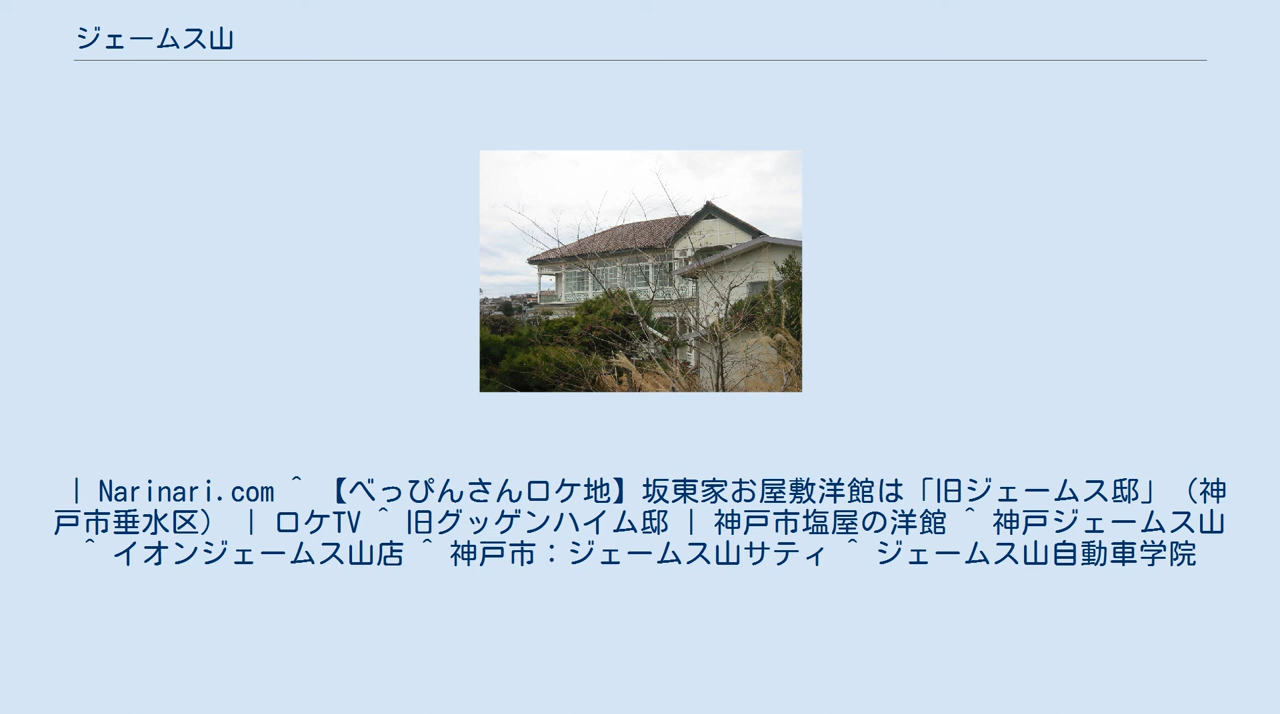 ジェームス山
| Narinari.com ^ 【べっぴんさんロケ地】坂東家お屋敷洋館は「旧ジェームス邸」（神
戸市垂水区） | ロケTV ^ 旧グッゲンハイム邸 | 神戸市塩屋の洋館 ^ 神戸ジェームス山
^ イオンジェームス山店 ^ 神戸市：ジェームス山サティ ^ ジェームス山自動車学院